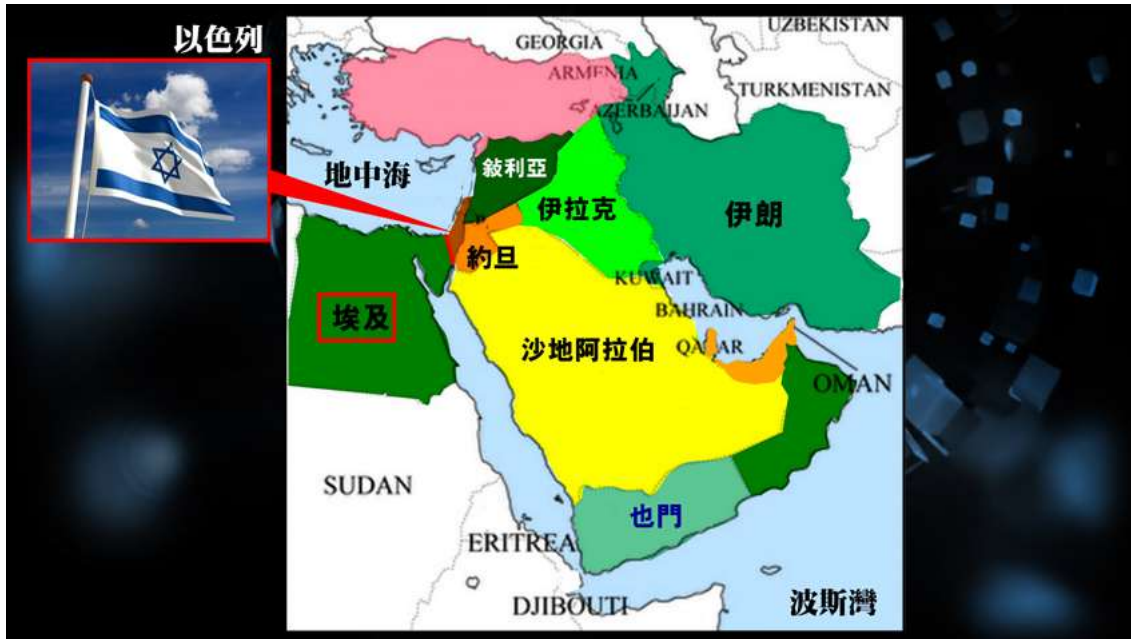 以色列
UZBEKISTAN
GEORGIA
ARMENIA
TURKMENISTAN
AZERBAIJAN
地中海
敍利亞
伊拉克
伊朗
約旦
KUWAIT
埃及
BAHRAIN
沙地阿拉伯
QATAR
OMAN
SUDAN
也門
ERITREA
DJIBOUTI
波斯灣